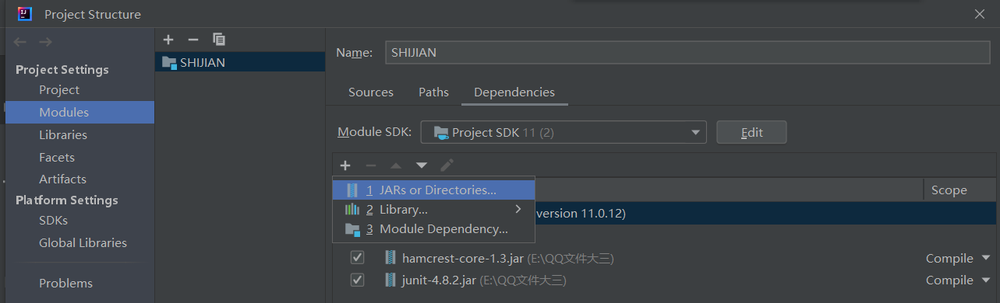 Project Structure
Project Settings
Project
Modules
Libraries
Facets
Artifacts
Platform Settings
SDKs
Global Libraries
Problems
SHIJIAN
Name: SHIJIAN
Sources Paths Dependencies
Module SDK: Project SDK 11 (2) Edit
Scope
1 JARs or Directories...
2 Library...
3 Module Dependency...
version 11.0.12)
hamcrest-core-1.3.jar (E:\QQ文件大三) Compile
junit-4.8.2.jar (E:\QQ文件大三) Compile